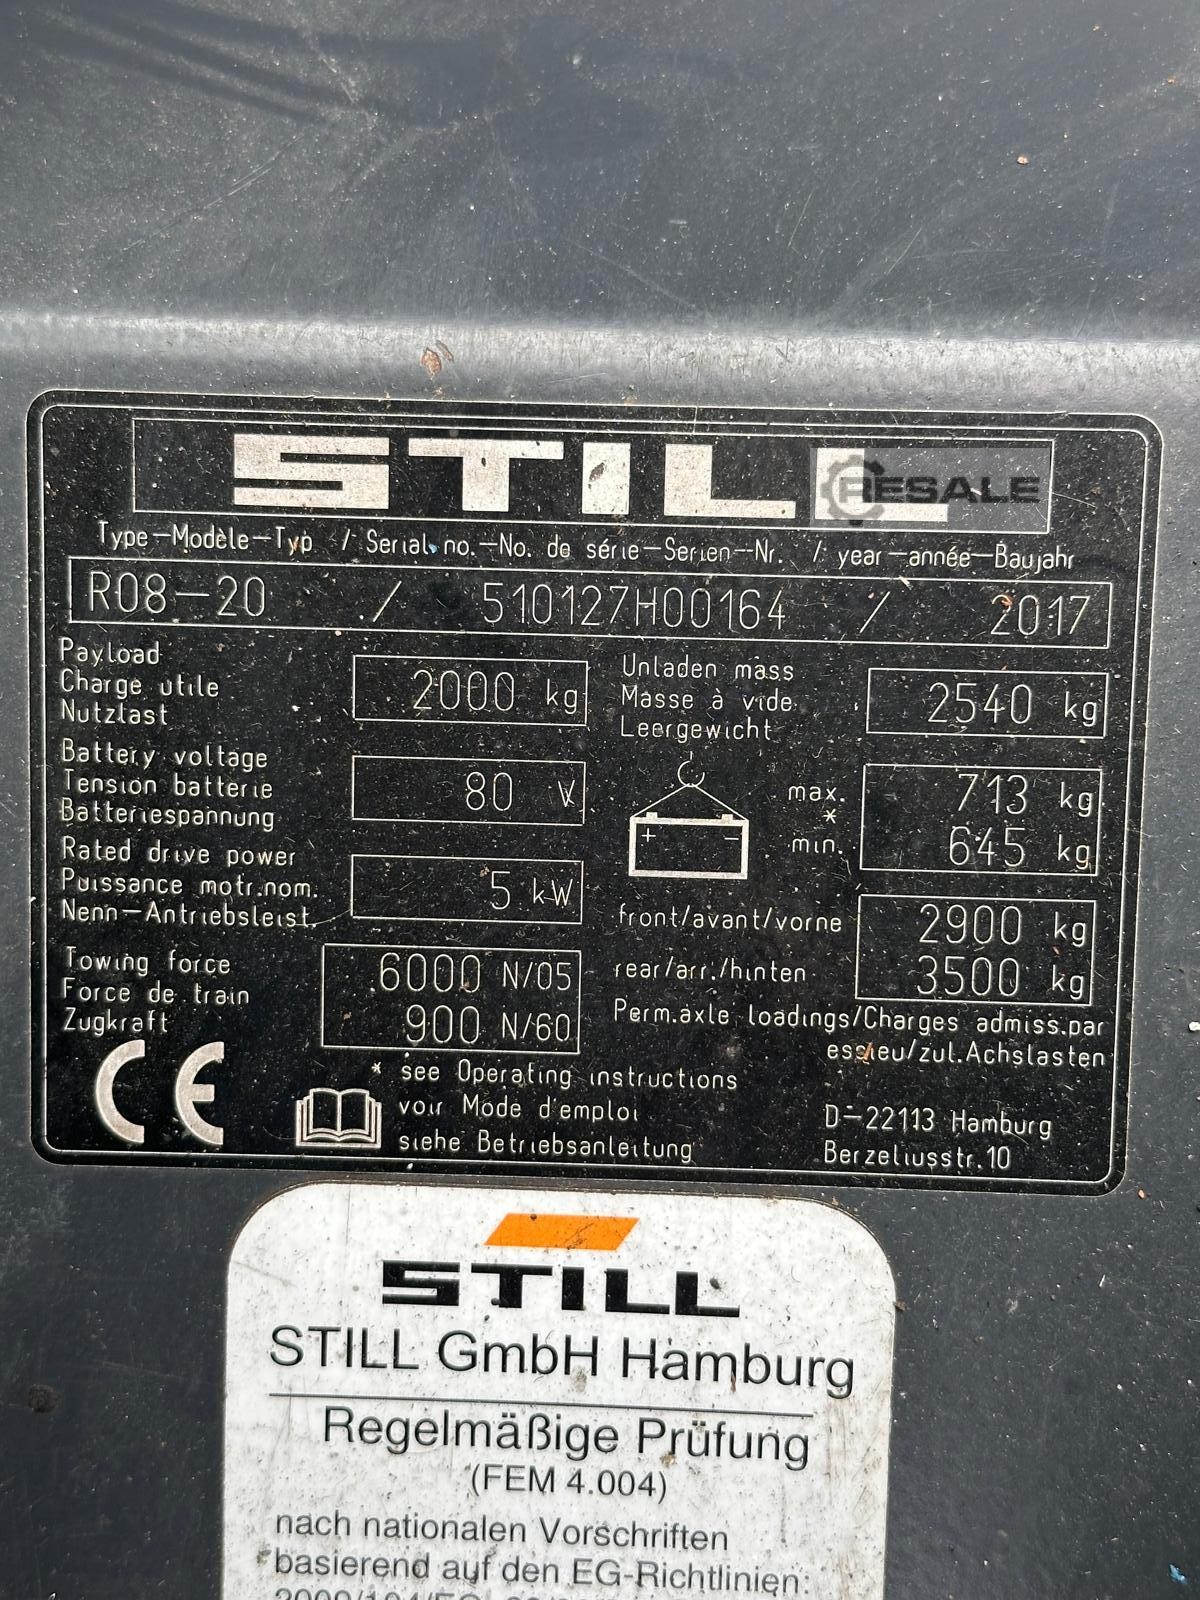 STILL
RESALE
Type-Modèle-Typ / Serial. no.-No. de série-Serien-Nr. / year-année-Baujahr
R08-20 / 510127H00164 / 2017
Payload
Charge utile
Nutzlast
2000 kg
Unladen mass
Masse à vide
Leergewicht
2540 kg
Battery voltage
Tension batterie
Batteriespannung
80 V
+ -
max. 713 kg
*
min. 645 kg
Rated drive power
Puissance motr.nom.
Nenn-Antriebsleist.
5 kW
front/avant/vorne 2900 kg
rear/arr./hinten 3500 kg
Perm.axle loadings/Charges admiss.par
essieu/zul.Achslasten
Towing force
Force de train
Zugkraft
6000 N/05
900 N/60
CE
* see Operating instructions
voir Mode d'emploi
siehe Betriebsanleitung
D-22113 Hamburg
Berzeliusstr.10
STILL
STILL GmbH Hamburg
Regelmäßige Prüfung
(FEM 4.004)
nach nationalen Vorschriften
basierend auf den EG-Richtlinien: